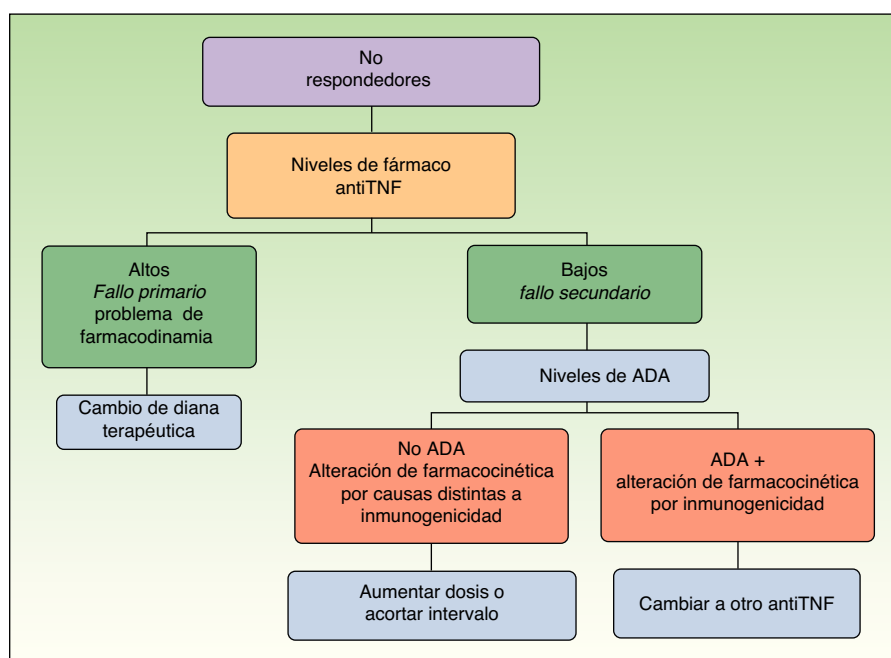 No
respondedores
Niveles de fármaco
antiTNF
Altos
Fallo primario
problema de
farmacodinamia
Bajos
fallo secundario
Cambio de diana
terapéutica
Niveles de ADA
No ADA
Alteración de farmacocinética
por causas distintas a
inmunogenicidad
ADA +
alteración de farmacocinética
por inmunogenicidad
Aumentar dosis o
acortar intervalo
Cambiar a otro antiTNF